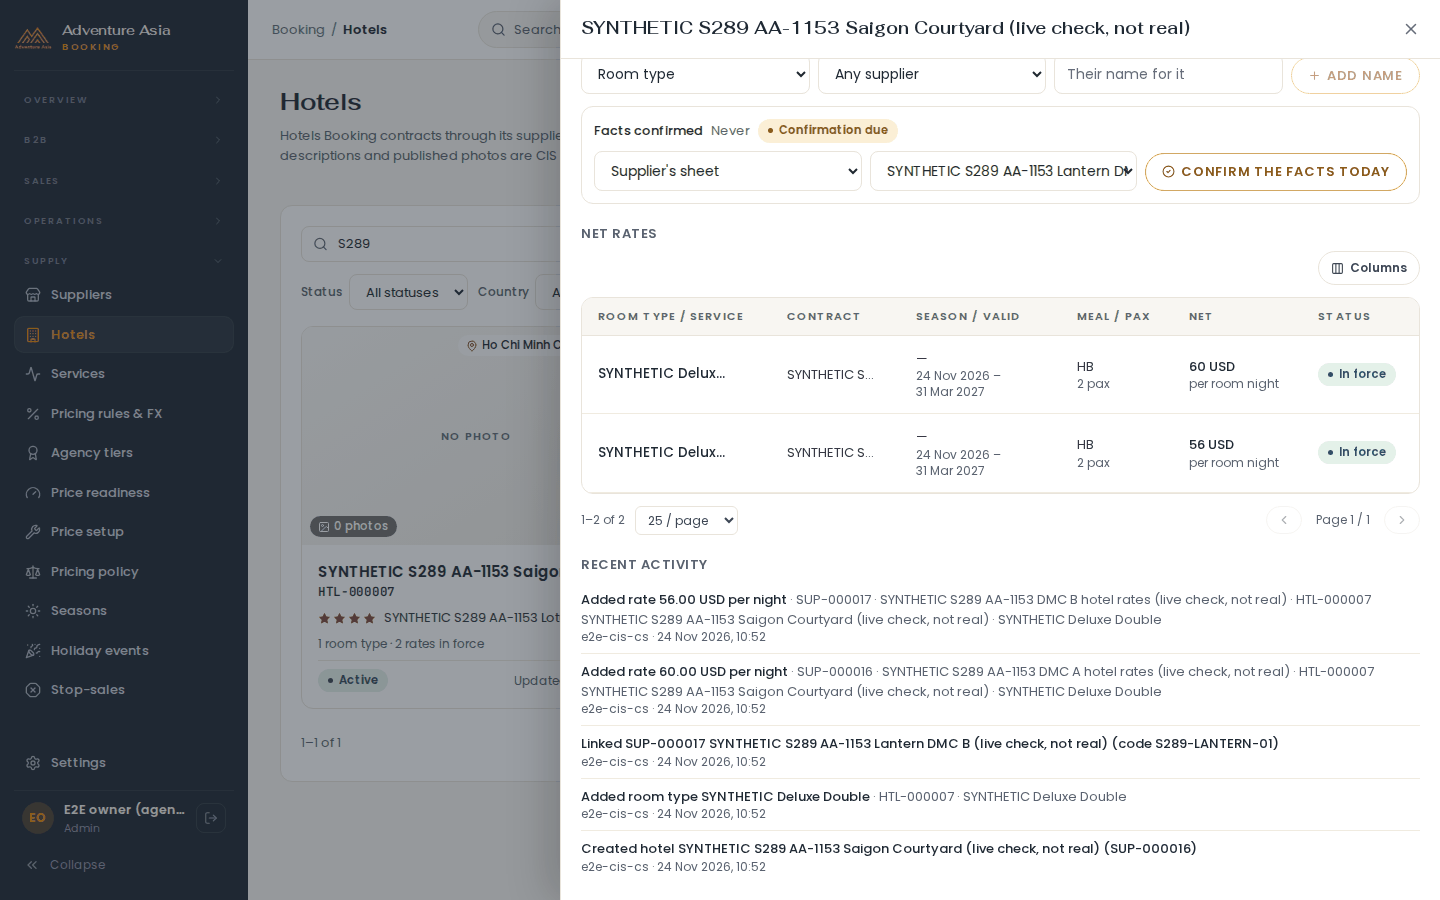 Adventure Asia
BOOKING
Adventure Asia
OVERVIEW
B2B
SALES
OPERATIONS
SUPPLY
Suppliers
Hotels
Services
Pricing rules & FX
Agency tiers
Price readiness
Price setup
Pricing policy
Seasons
Holiday events
Stop-sales
Settings
EO
E2E owner (agen...
Admin
Collapse
Booking / Hotels
Search
Hotels
Hotels Booking contracts through its supplie
descriptions and published photos are CIS
S289
Status
All statuses
Country
A
Ho Chi Minh C
NO PHOTO
0 photos
SYNTHETIC S289 AA-1153 Saigo
HTL-000007
SYNTHETIC S289 AA-1153 Lot
1 room type · 2 rates in force
Active
Update
1–1 of 1
SYNTHETIC S289 AA-1153 Saigon Courtyard (live check, not real)
Room type
Any supplier
Their name for it
ADD NAME
Facts confirmed Never
Confirmation due
Supplier's sheet
SYNTHETIC S289 AA-1153 Lantern D
CONFIRM THE FACTS TODAY
NET RATES
Columns
ROOM TYPE / SERVICE CONTRACT SEASON / VALID MEAL / PAX NET STATUS
SYNTHETIC Delux...
SYNTHETIC S...
—
24 Nov 2026 –
31 Mar 2027
HB
2 pax
60 USD
per room night
In force
SYNTHETIC Delux...
SYNTHETIC S...
—
24 Nov 2026 –
31 Mar 2027
HB
2 pax
56 USD
per room night
In force
1–2 of 2
25 / page
Page 1 / 1
RECENT ACTIVITY
Added rate 56.00 USD per night · SUP-000017 · SYNTHETIC S289 AA-1153 DMC B hotel rates (live check, not real) · HTL-000007
SYNTHETIC S289 AA-1153 Saigon Courtyard (live check, not real) · SYNTHETIC Deluxe Double
e2e-cis-cs · 24 Nov 2026, 10:52
Added rate 60.00 USD per night · SUP-000016 · SYNTHETIC S289 AA-1153 DMC A hotel rates (live check, not real) · HTL-000007
SYNTHETIC S289 AA-1153 Saigon Courtyard (live check, not real) · SYNTHETIC Deluxe Double
e2e-cis-cs · 24 Nov 2026, 10:52
Linked SUP-000017 SYNTHETIC S289 AA-1153 Lantern DMC B (live check, not real) (code S289-LANTERN-01)
e2e-cis-cs · 24 Nov 2026, 10:52
Added room type SYNTHETIC Deluxe Double · HTL-000007 · SYNTHETIC Deluxe Double
e2e-cis-cs · 24 Nov 2026, 10:52
Created hotel SYNTHETIC S289 AA-1153 Saigon Courtyard (live check, not real) (SUP-000016)
e2e-cis-cs · 24 Nov 2026, 10:52